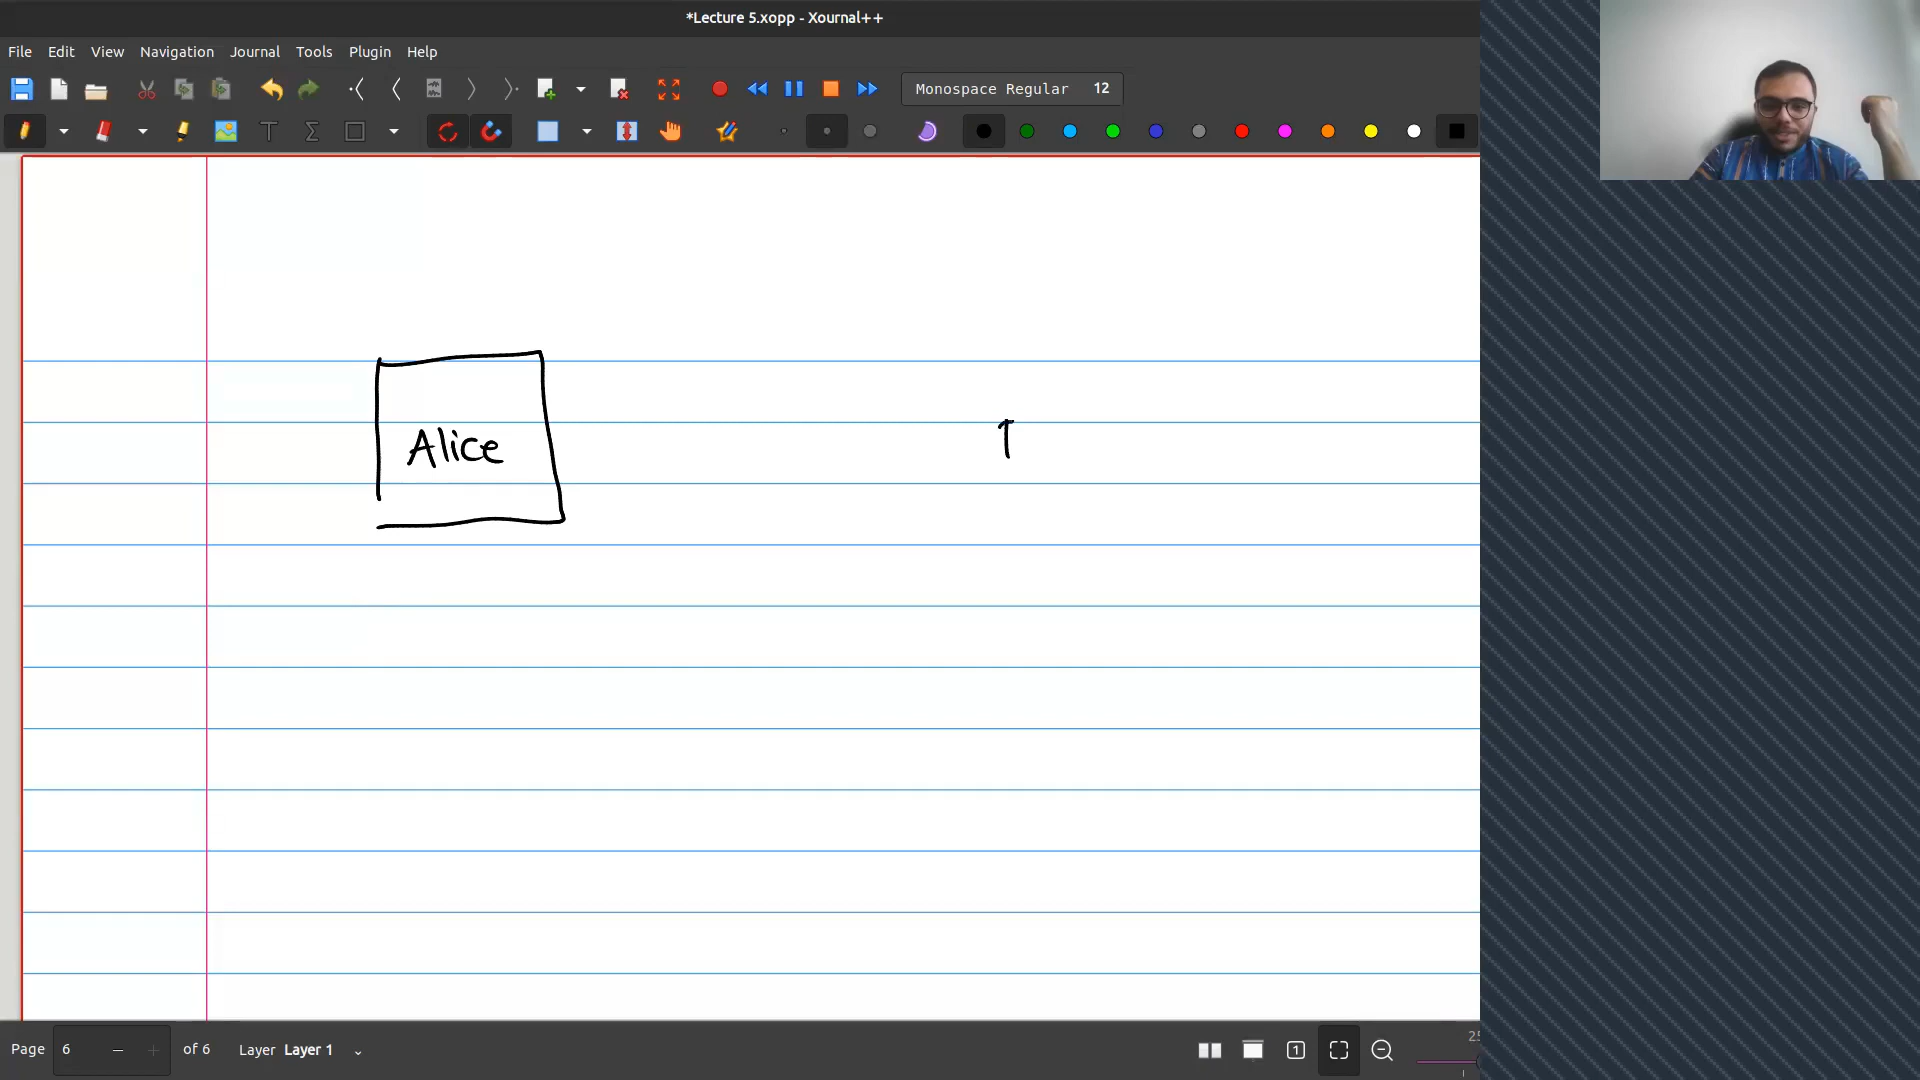 *Lecture 5.xopp - Xournal++
File Edit View Navigation Journal Tools Plugin Help
Monospace Regular 12
Alice
Page 6 of 6 Layer Layer 1